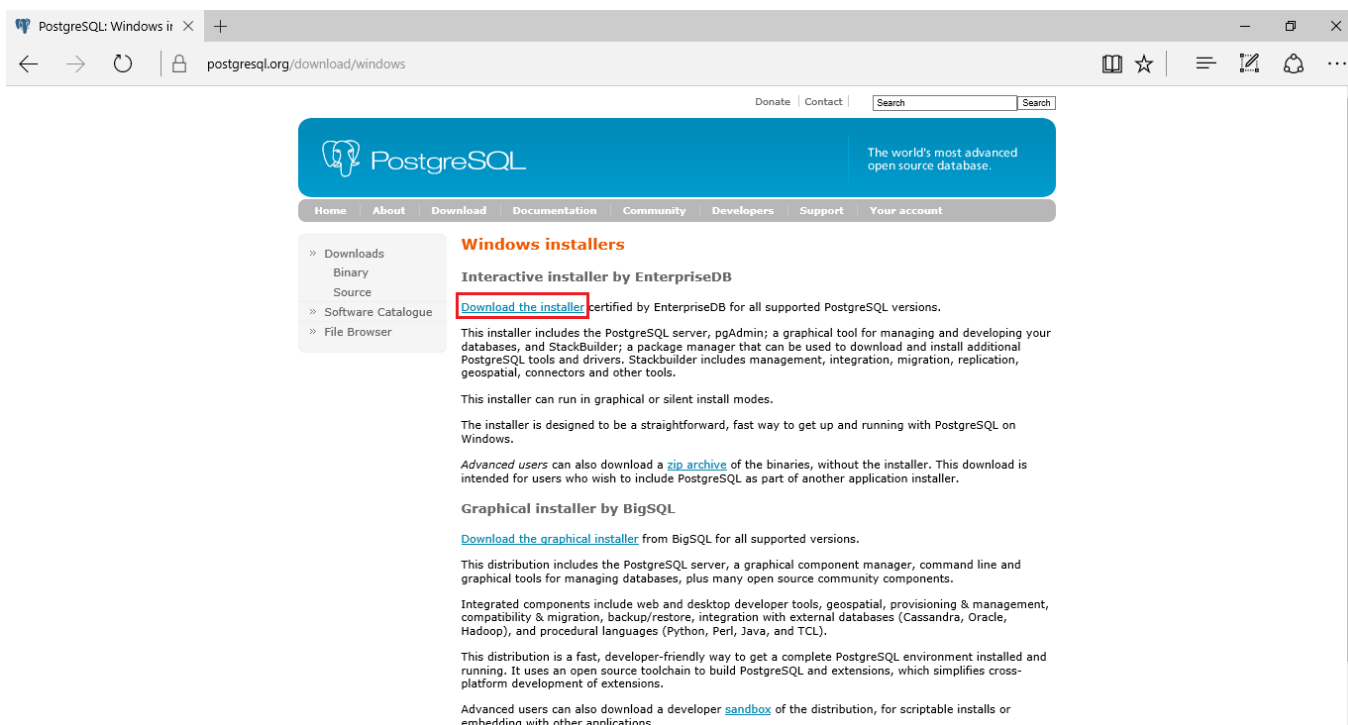 PostgreSQL: Windows in
postgresql.org/download/windows
Donate Contact Search Search
PostgreSQL
The world's most advanced
open source database.
Home About Download Documentation Community Developers Support Your account
» Downloads
Binary
Source
» Software Catalogue
» File Browser
Windows installers
Interactive installer by EnterpriseDB
Download the installer certified by EnterpriseDB for all supported PostgreSQL versions.
This installer includes the PostgreSQL server, pgAdmin; a graphical tool for managing and developing your
databases, and StackBuilder; a package manager that can be used to download and install additional
PostgreSQL tools and drivers. Stackbuilder includes management, integration, migration, replication,
geospatial, connectors and other tools.
This installer can run in graphical or silent install modes.
The installer is designed to be a straightforward, fast way to get up and running with PostgreSQL on
Windows.
Advanced users can also download a zip archive of the binaries, without the installer. This download is
intended for users who wish to include PostgreSQL as part of another application installer.
Graphical installer by BigSQL
Download the graphical installer from BigSQL for all supported versions.
This distribution includes the PostgreSQL server, a graphical component manager, command line and
graphical tools for managing databases, plus many open source community components.
Integrated components include web and desktop developer tools, geospatial, provisioning & management,
compatibility & migration, backup/restore, integration with external databases (Cassandra, Oracle,
Hadoop), and procedural languages (Python, Perl, Java, and TCL).
This distribution is a fast, developer-friendly way to get a complete PostgreSQL environment installed and
running. It uses an open source toolchain to build PostgreSQL and extensions, which simplifies cross-
platform development of extensions.
Advanced users can also download a developer sandbox of the distribution, for scriptable installs or
embedding with other applications.